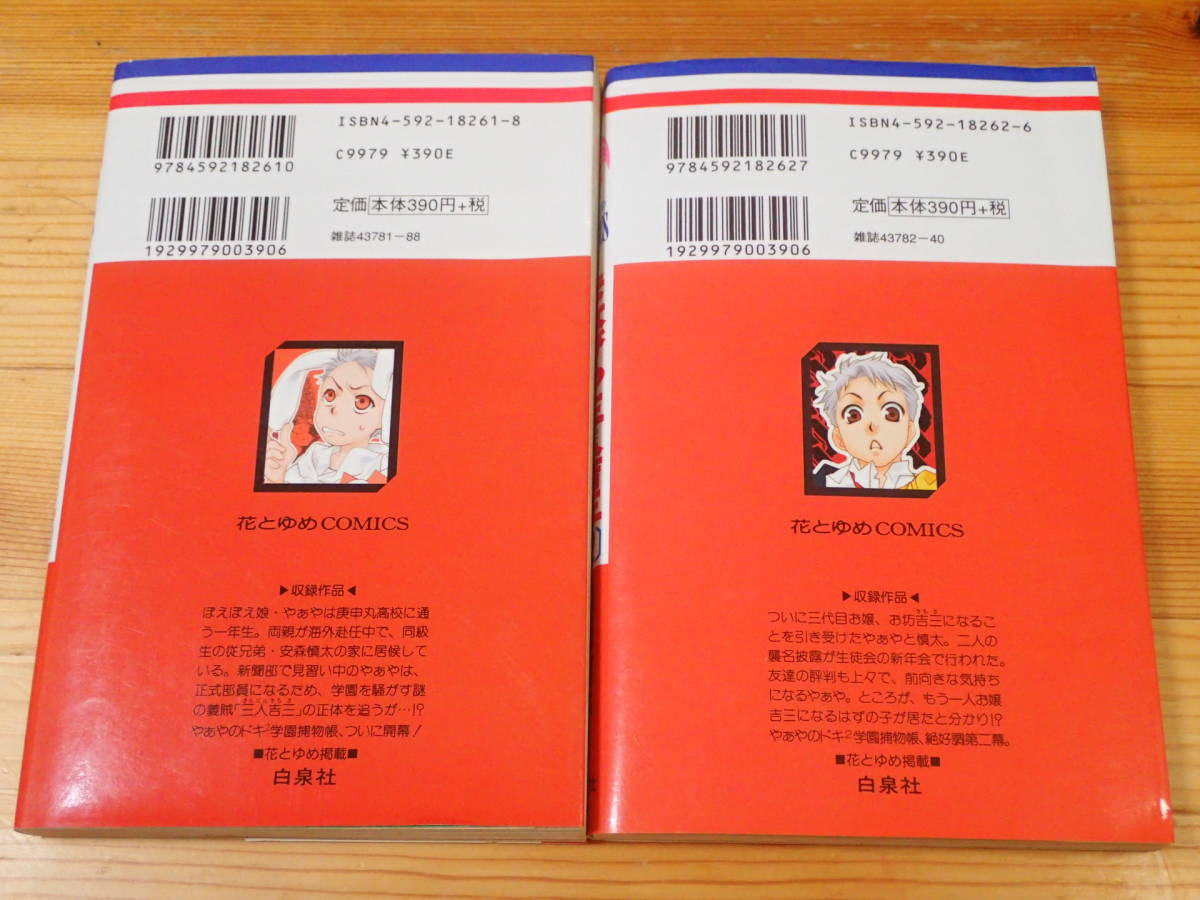 ISBN4-592-18261-8
C9979 ¥390E
9784592182610
定価 本体390円+税
雑誌43781-88
1929979003906
花とゆめCOMICS
▶収録作品◀
ぽえぽえ娘・やぁやは庚申丸高校に通
う一年生。両親が海外赴任中で、同級
生の従兄弟・安森慎太の家に居候して
いる。新聞部で見習い中のやぁやは、
正式部員になるため、学園を騒がす謎
の義賊「三人吉三」の正体を追うが…!?
やぁやのドキ²学園捕物帳、ついに開幕!
■花とゆめ掲載■
白泉社
ISBN4-592-18262-6
C9979 ¥390E
9784592182627
定価 本体390円+税
雑誌43782-40
1929979003906
花とゆめCOMICS
▶収録作品◀
ついに三代目お嬢、お坊吉三になるこ
とを引き受けたやぁやと慎太。二人の
襲名披露が生徒会の新年会で行われた。
友達の評判も上々で、前向きな気持ち
になるやぁや。ところが、もう一人お嬢
吉三になるはずの子が居たと分かり!?
やぁやのドキ²学園捕物帳、絶好調第二幕。
■花とゆめ掲載■
白泉社